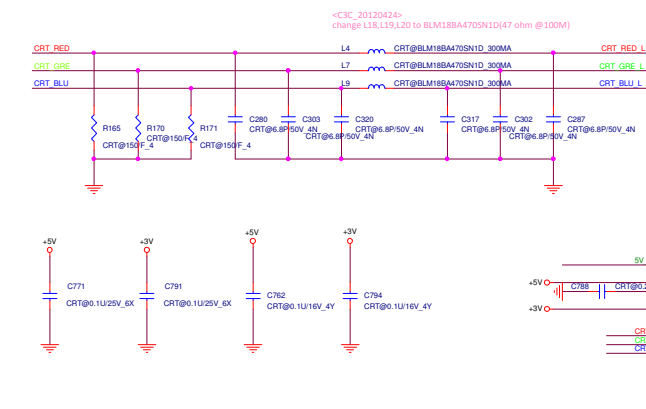 <C3C_20120424>
change L18,L19,L20 to BLM18BA470SN1D(47 ohm @100M)
CRT_RED L4 CRT@BLM18BA470SN1D_300MA CRT_RED_L
CRT_GRE L7 CRT@BLM18BA470SN1D_300MA CRT_GRE_L
CRT_BLU L9 CRT@BLM18BA470SN1D_300MA CRT_BLU_L
R165 R170 R171 C280 C303 C320 C317 C302 C287
CRT@150/F_4 CRT@150/F_4 CRT@150/F_4 CRT@6.8P/50V_4N CRT@6.8P/50V_4N CRT@6.8P/50V_4N CRT@6.8P/50V_4N CRT@6.8P/50V_4N CRT@6.8P/50V_4N
+5V +3V +5V +3V
C771 C791 C762 C794
CRT@0.1U/25V_6X CRT@0.1U/25V_6X CRT@0.1U/16V_4Y CRT@0.1U/16V_4Y
5V
+5V C788 CRT@0.
+3V
CR
CR
CR